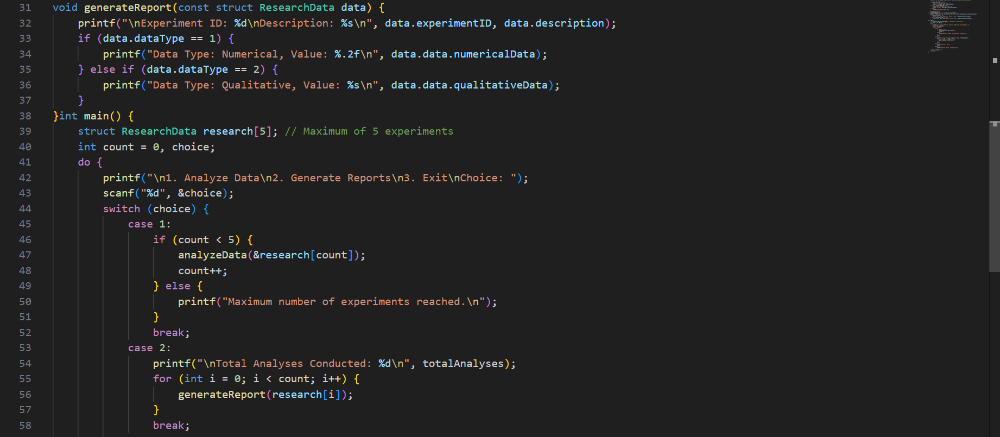 31 void generateReport(const struct ResearchData data) {
32     printf("\nExperiment ID: %d\nDescription: %s\n", data.experimentID, data.description);
33     if (data.dataType == 1) {
34         printf("Data Type: Numerical, Value: %.2f\n", data.data.numericalData);
35     } else if (data.dataType == 2) {
36         printf("Data Type: Qualitative, Value: %s\n", data.data.qualitativeData);
37     }
38 }int main() {
39     struct ResearchData research[5]; // Maximum of 5 experiments
40     int count = 0, choice;
41     do {
42         printf("\n1. Analyze Data\n2. Generate Reports\n3. Exit\nChoice: ");
43         scanf("%d", &choice);
44         switch (choice) {
45             case 1:
46                 if (count < 5) {
47                     analyzeData(&research[count]);
48                     count++;
49                 } else {
50                     printf("Maximum number of experiments reached.\n");
51                 }
52                 break;
53             case 2:
54                 printf("\nTotal Analyses Conducted: %d\n", totalAnalyses);
55                 for (int i = 0; i < count; i++) {
56                     generateReport(research[i]);
57                 }
58                 break;